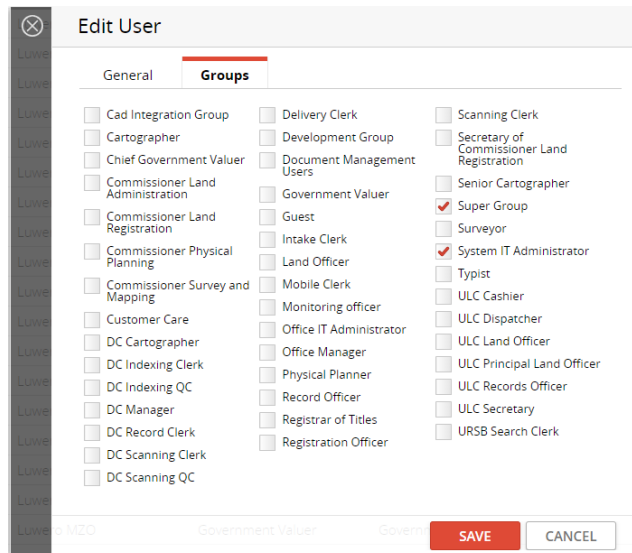 Edit User
General
Groups
Cad Integration Group
Cartographer
Chief Government Valuer
Commissioner Land
Administration
Commissioner Land
Registration
Commissioner Physical
Planning
Commissioner Survey and
Mapping
Customer Care
DC Cartographer
DC Indexing Clerk
DC Indexing QC
DC Manager
DC Record Clerk
DC Scanning Clerk
DC Scanning QC
Delivery Clerk
Development Group
Document Management
Users
Government Valuer
Guest
Intake Clerk
Land Officer
Mobile Clerk
Monitoring officer
Office IT Administrator
Office Manager
Physical Planner
Record Officer
Registrar of Titles
Registration Officer
Scanning Clerk
Secretary of
Commissioner Land
Registration
Senior Cartographer
Super Group
Surveyor
System IT Administrator
Typist
ULC Cashier
ULC Dispatcher
ULC Land Officer
ULC Principal Land Officer
ULC Records Officer
ULC Secretary
URSB Search Clerk
Luwero MZO Government Valuer
SAVE
CANCEL